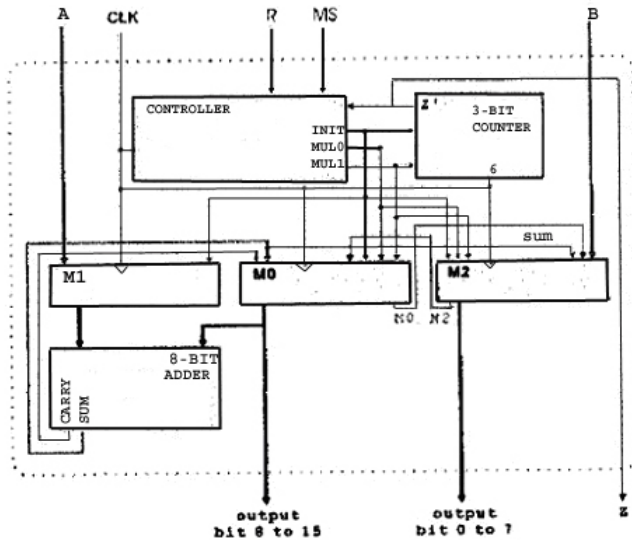 A CLK R MS B
CONTROLLER
INIT
MUL0
MUL1
Z'
3-BIT
COUNTER
6
sum
M1
M0
M2
M0 M2
8-BIT
ADDER
CARRY
SUM
output
bit 8 to 15
output
bit 0 to 7
z